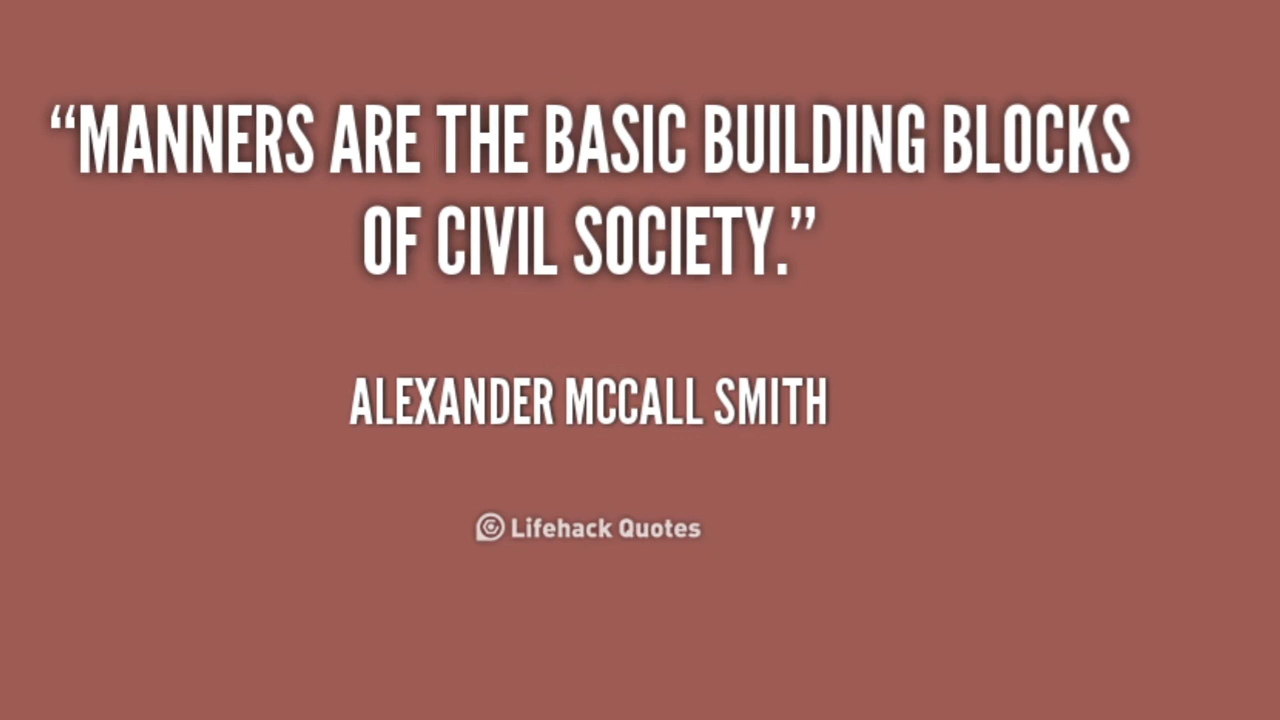 “MANNERS ARE THE BASIC BUILDING BLOCKS
OF CIVIL SOCIETY.”
ALEXANDER MCCALL SMITH
Lifehack Quotes